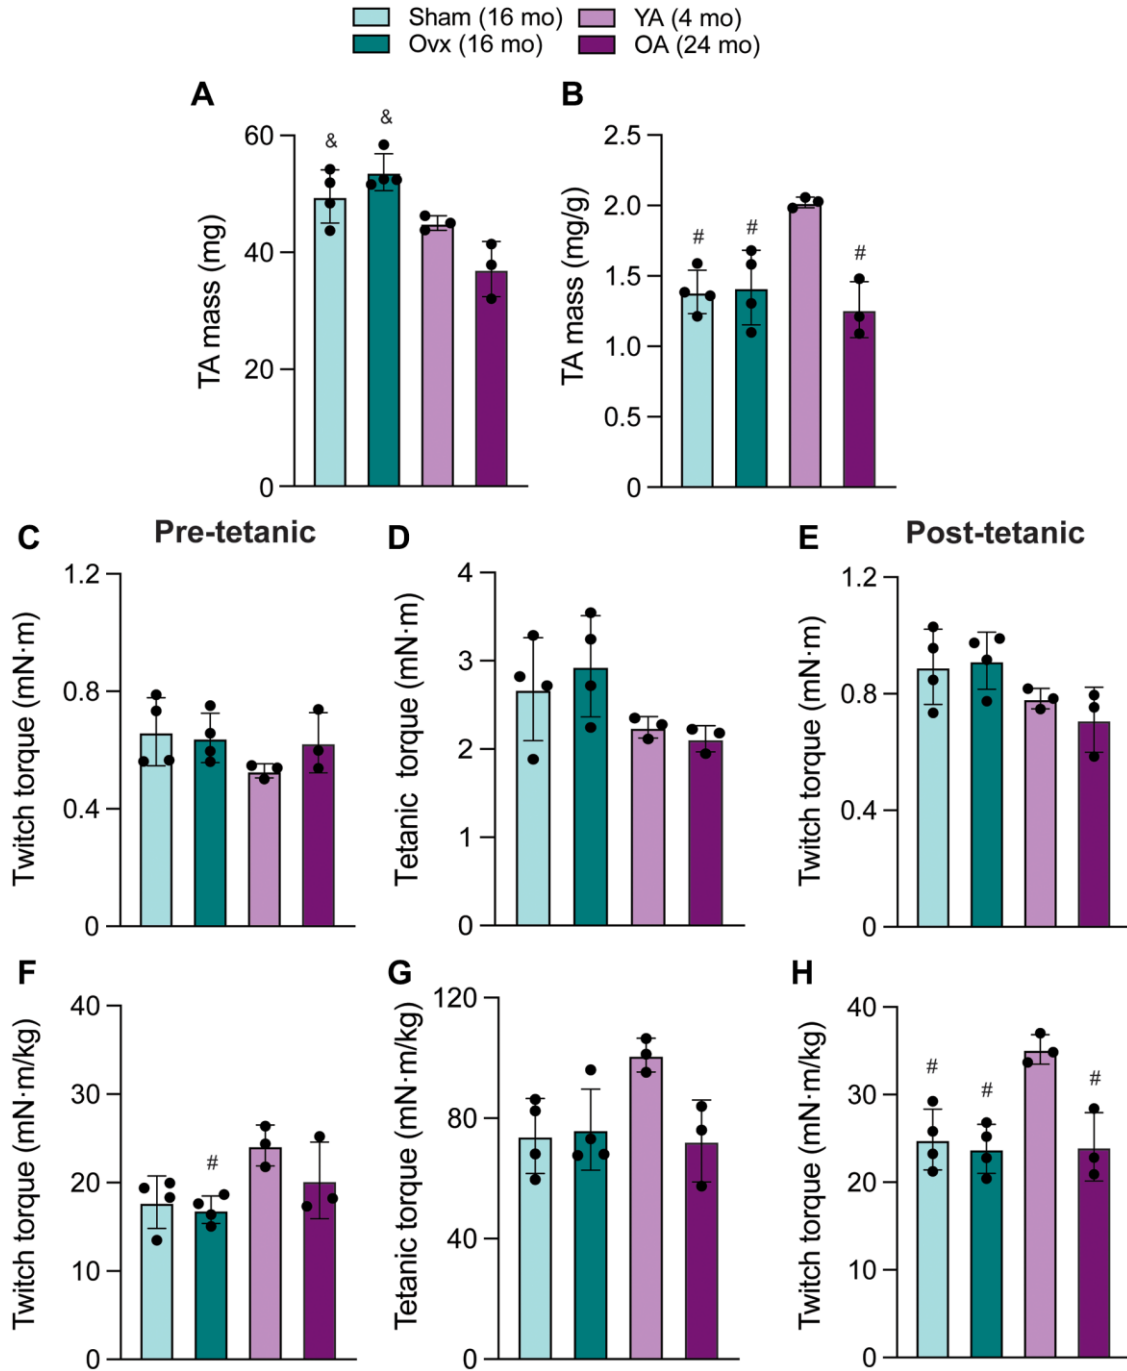 Sham (16 mo) YA (4 mo)
Ovx (16 mo) OA (24 mo)
A
TA mass (mg)
60
40
20
0
& &
B
TA mass (mg/g)
2.5
2.0
1.5
1.0
0.5
0
# # #
C
Pre-tetanic
Twitch torque (mN·m)
1.2
0.8
0.4
0
D
Tetanic torque (mN·m)
4
3
2
1
0
E
Post-tetanic
Twitch torque (mN·m)
1.2
0.8
0.4
0
F
Twitch torque (mN·m/kg)
40
30
20
10
0
#
G
Tetanic torque (mN·m/kg)
120
80
40
0
H
Twitch torque (mN·m/kg)
40
30
20
10
0
# # #